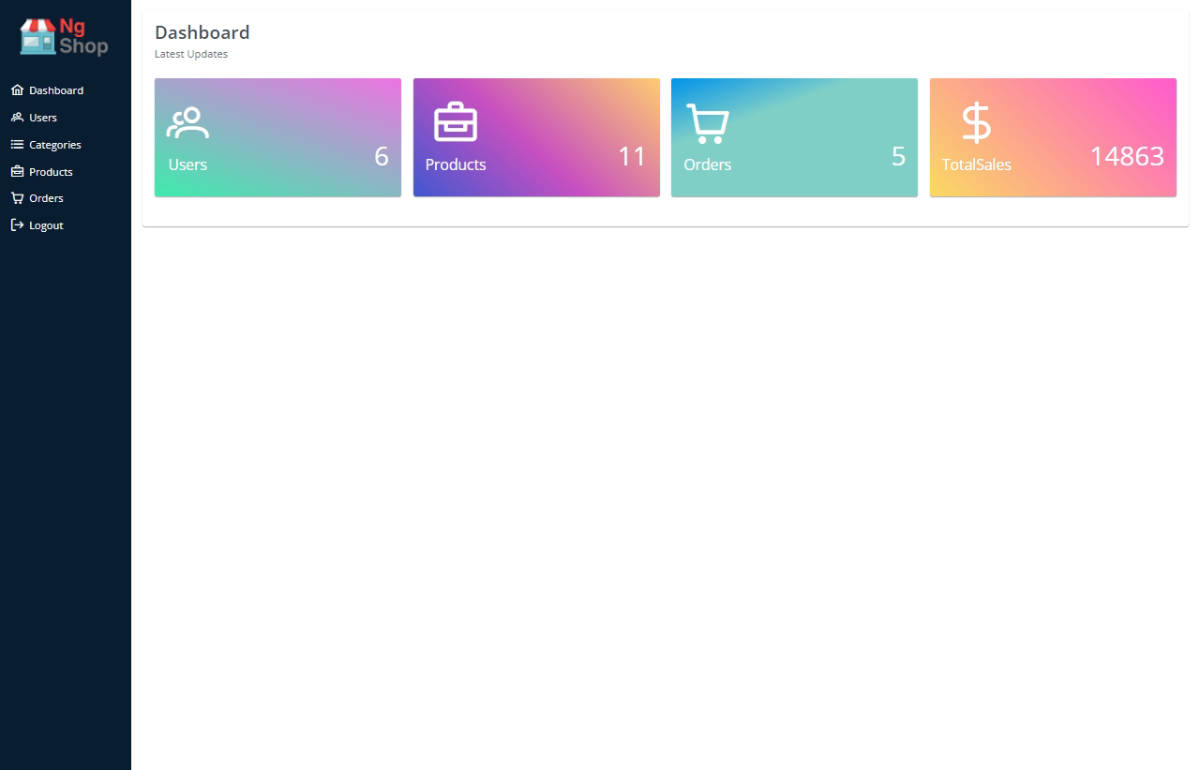 Ng
Shop
Dashboard
Users
Categories
Products
Orders
Logout
Dashboard
Latest Updates
Users
6
Products
11
Orders
5
TotalSales
14863